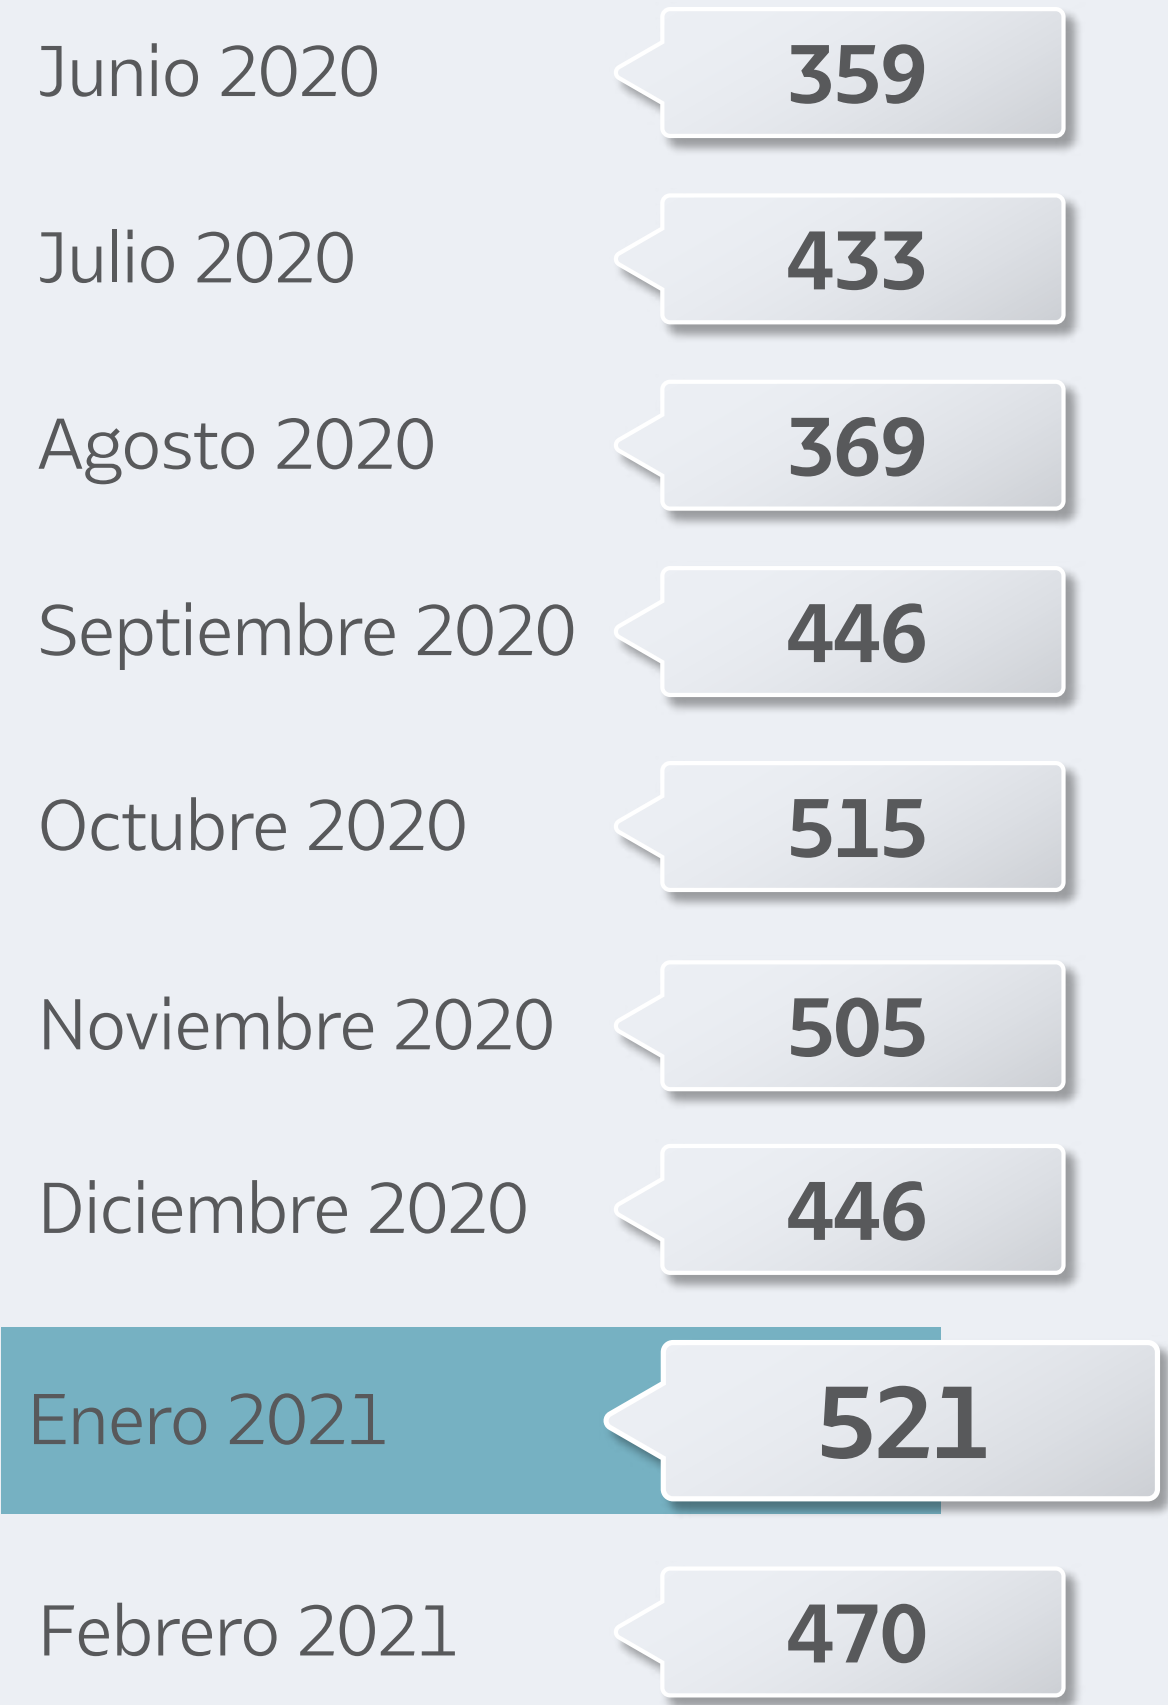 Junio 2020 359
Julio 2020 433
Agosto 2020 369
Septiembre 2020 446
Octubre 2020 515
Noviembre 2020 505
Diciembre 2020 446
Enero 2021 521
Febrero 2021 470